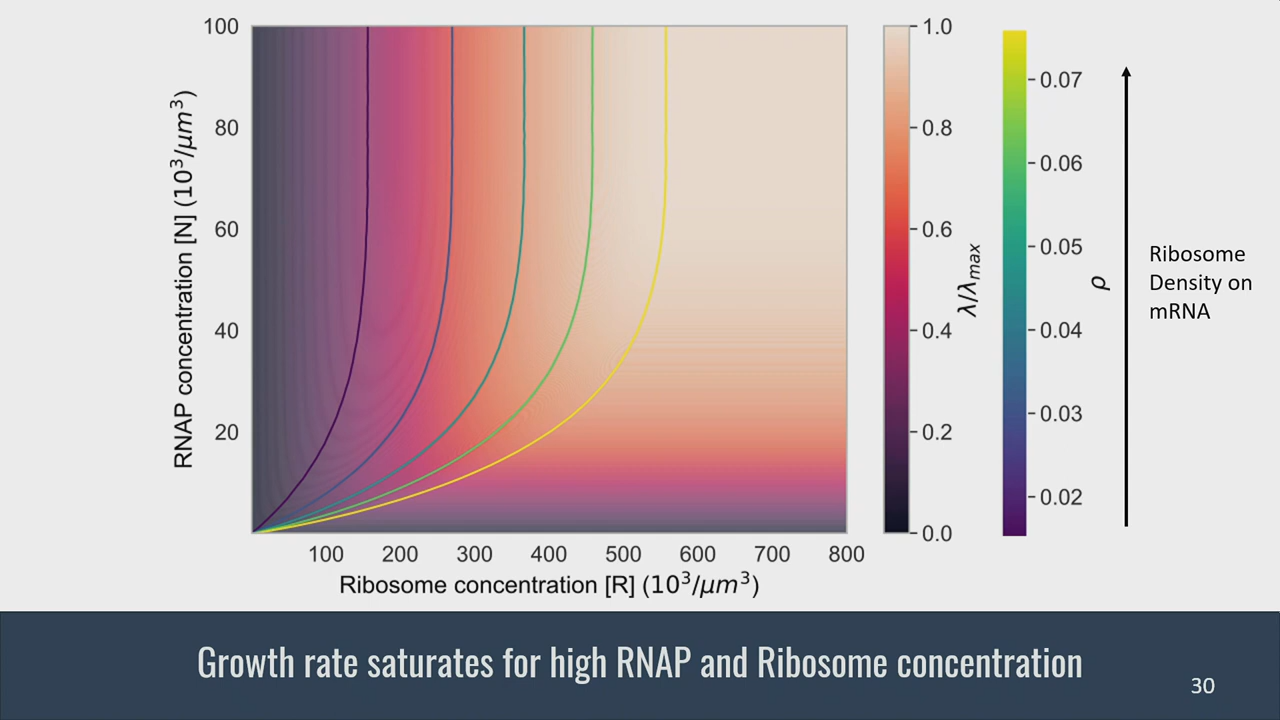 100
80
60
40
20
RNAP concentration [N] (10³/μm³)
100 200 300 400 500 600 700 800
Ribosome concentration [R] (10³/μm³)
1.0
0.8
0.6
0.4
0.2
0.0
λ/λmax
0.07
0.06
0.05
0.04
0.03
0.02
ρ
Ribosome
Density on
mRNA
Growth rate saturates for high RNAP and Ribosome concentration
30